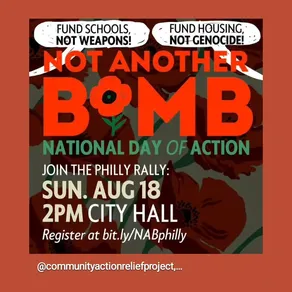 FUND SCHOOLS,
NOT WEAPONS!
FUND HOUSING,
NOT GENOCIDE!
NOT ANOTHER
BOMB
NATIONAL DAY OF ACTION
JOIN THE PHILLY RALLY:
SUN. AUG 18
2PM CITY HALL
Register at bit.ly/NABphilly
@communityactionreliefproject,...